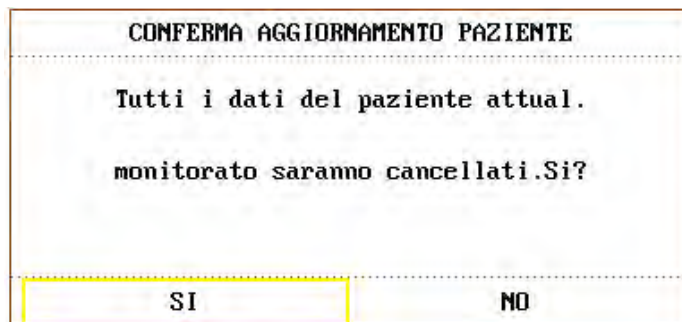 CONFERMA AGGIORNAMENTO PAZIENTE
Tutti i dati del paziente attual.
monitorato saranno cancellati.Si?
SI
NO